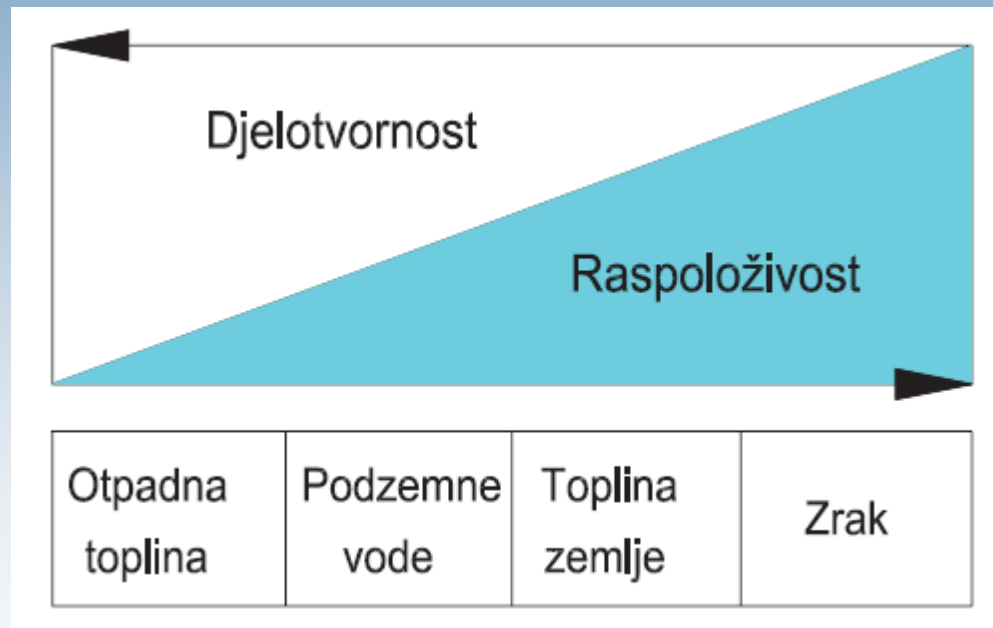 Djelotvornost
Raspoloživost
Otpadna
toplina
Podzemne
vode
Toplina
zemlje
Zrak